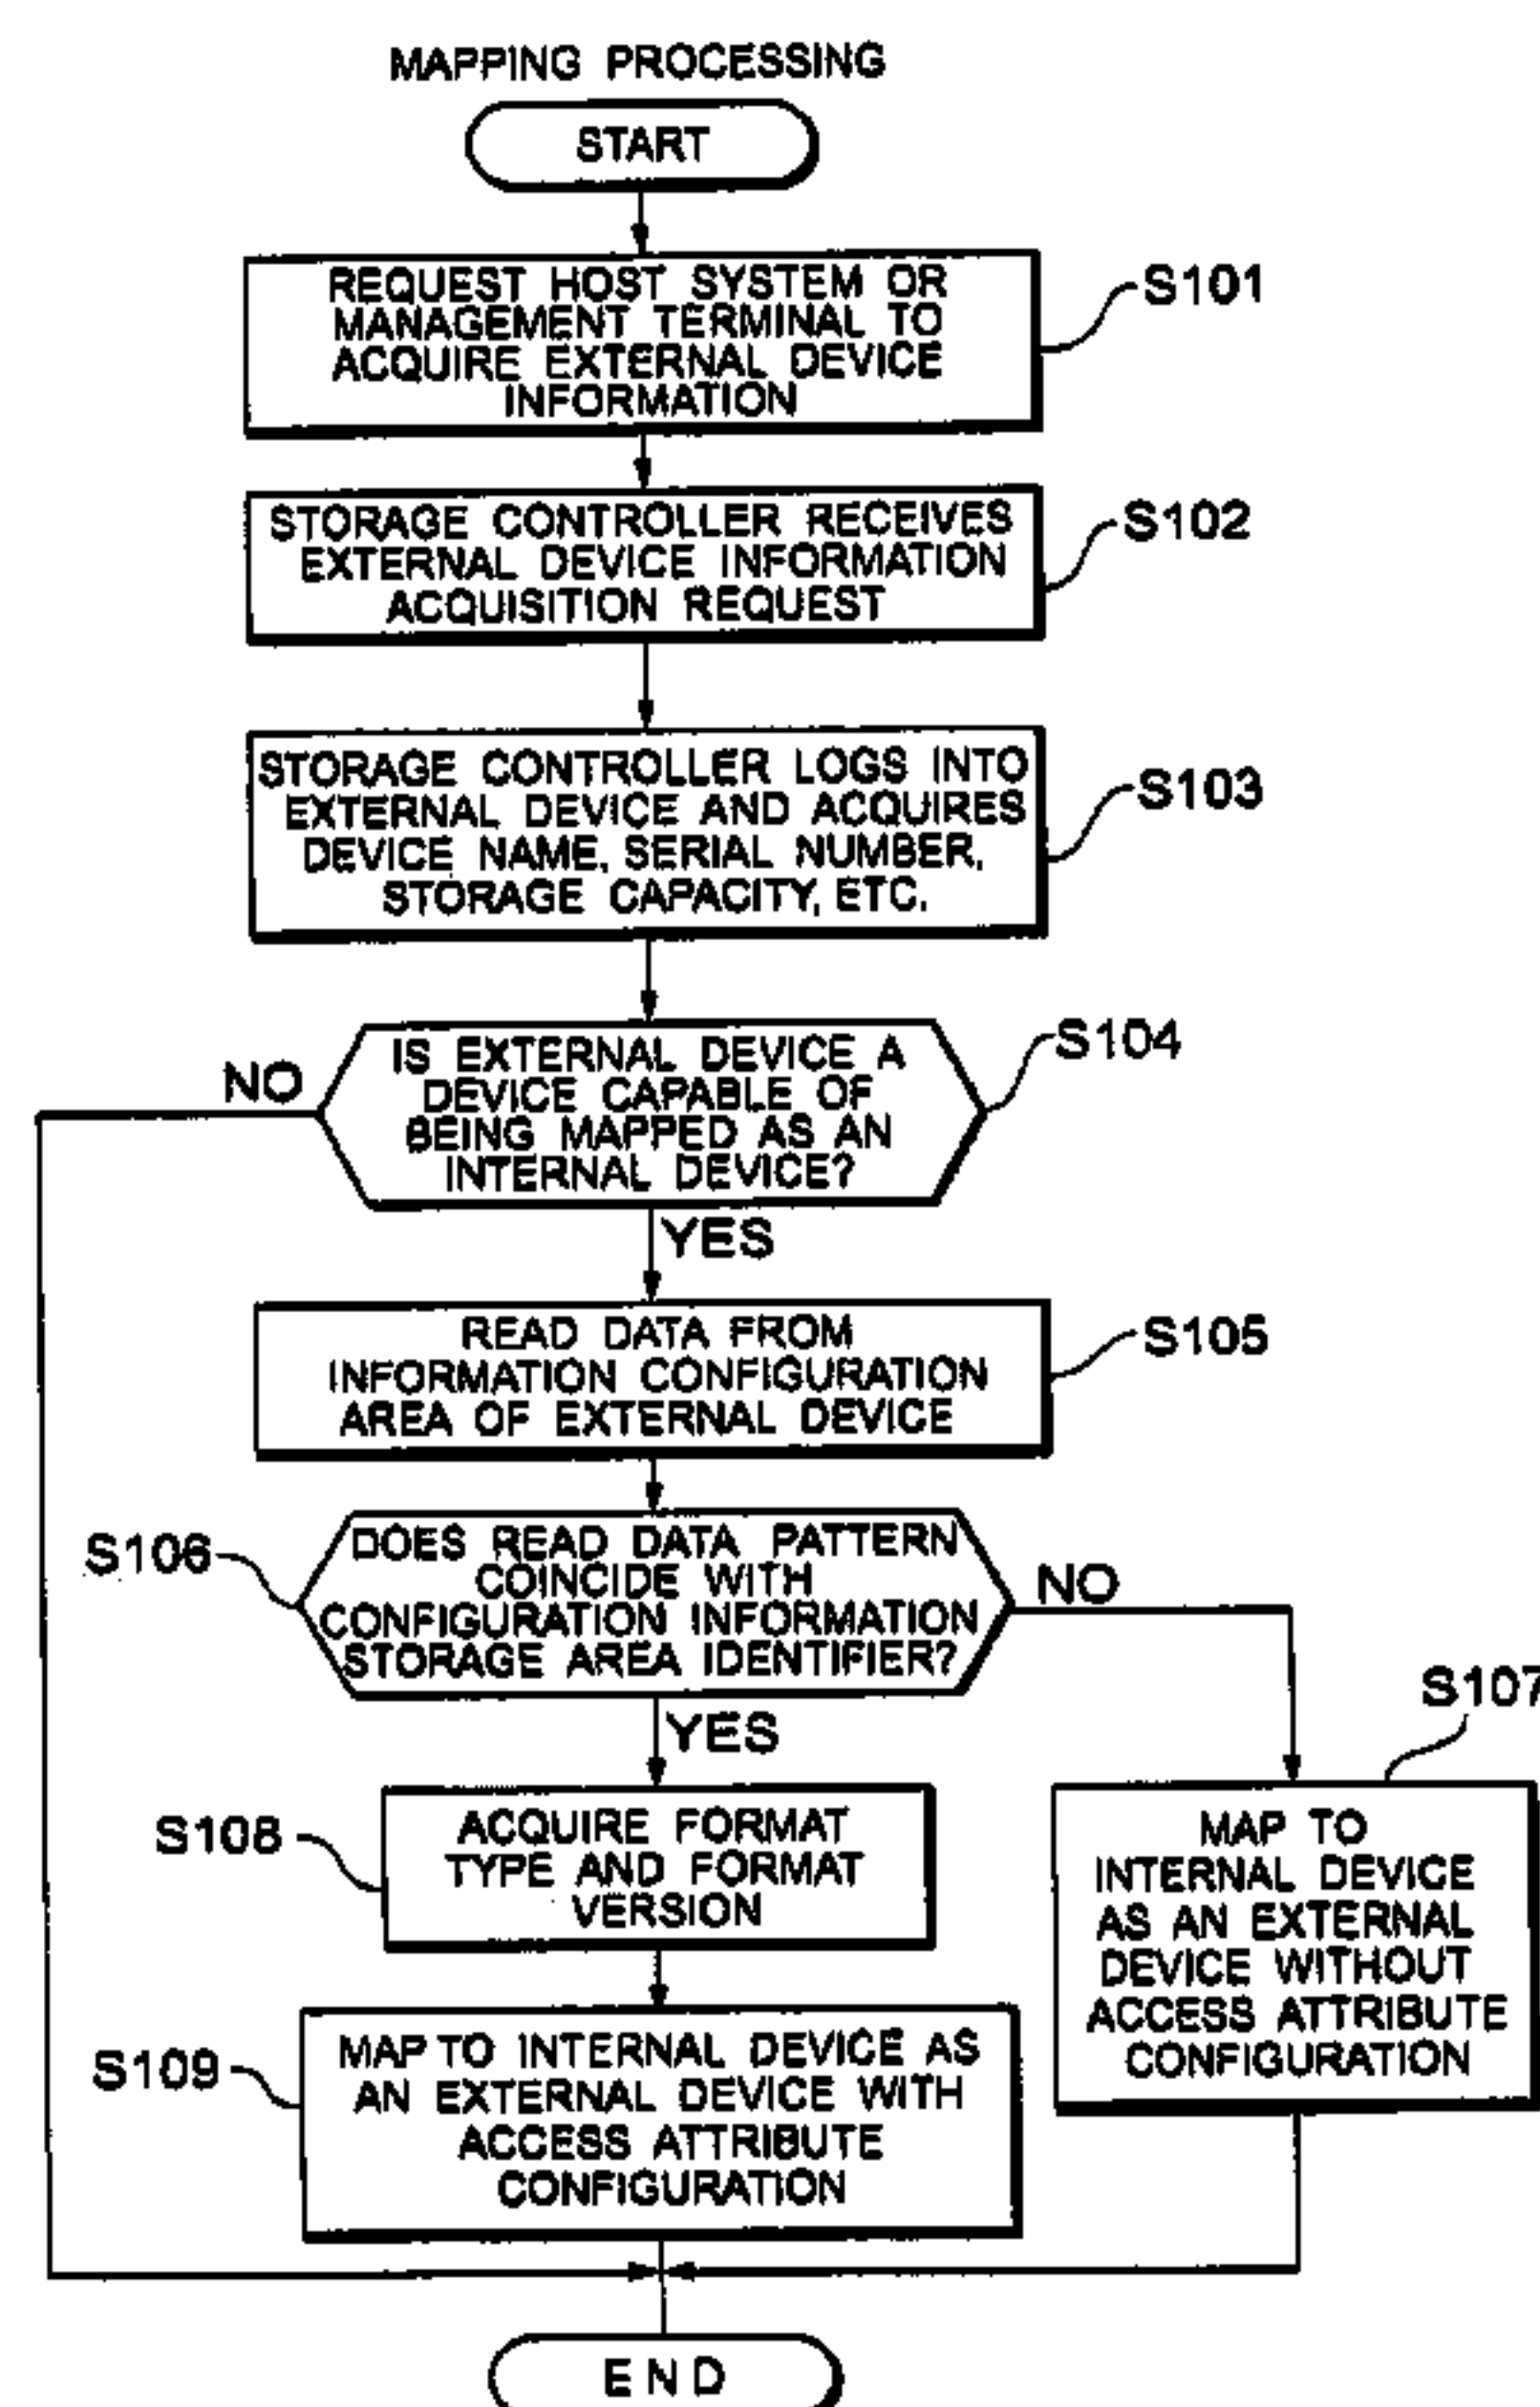 MAPPING PROCESSING
START
REQUEST HOST SYSTEM OR
MANAGEMENT TERMINAL TO
ACQUIRE EXTERNAL DEVICE
INFORMATION
S101
STORAGE CONTROLLER RECEIVES
EXTERNAL DEVICE INFORMATION
ACQUISITION REQUEST
S102
STORAGE CONTROLLER LOGS INTO
EXTERNAL DEVICE AND ACQUIRES
DEVICE NAME, SERIAL NUMBER,
STORAGE CAPACITY, ETC.
S103
IS EXTERNAL DEVICE A
DEVICE CAPABLE OF
BEING MAPPED AS AN
INTERNAL DEVICE?
S104
NO
YES
READ DATA FROM
INFORMATION CONFIGURATION
AREA OF EXTERNAL DEVICE
S105
S106
DOES READ DATA PATTERN
COINCIDE WITH
CONFIGURATION INFORMATION
STORAGE AREA IDENTIFIER?
NO
YES
S107
S108
ACQUIRE FORMAT
TYPE AND FORMAT
VERSION
MAP TO
INTERNAL DEVICE
AS AN EXTERNAL
DEVICE WITHOUT
ACCESS ATTRIBUTE
CONFIGURATION
S109
MAP TO INTERNAL DEVICE AS
AN EXTERNAL DEVICE WITH
ACCESS ATTRIBUTE
CONFIGURATION
END